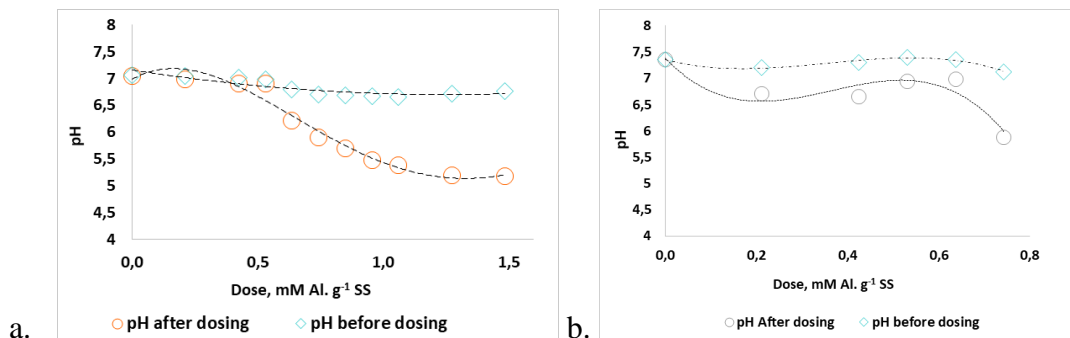 8
7,5
7
6,5
6
5,5
5
4,5
4
pH
0,0 0,5 1,0 1,5
Dose, mM Al. g⁻¹ SS
pH after dosing pH before dosing
a.
8
7,5
7
6,5
6
5,5
5
4,5
4
pH
0,0 0,2 0,4 0,6 0,8
Dose, mM Al. g⁻¹ SS
pH After dosing pH before dosing
b.